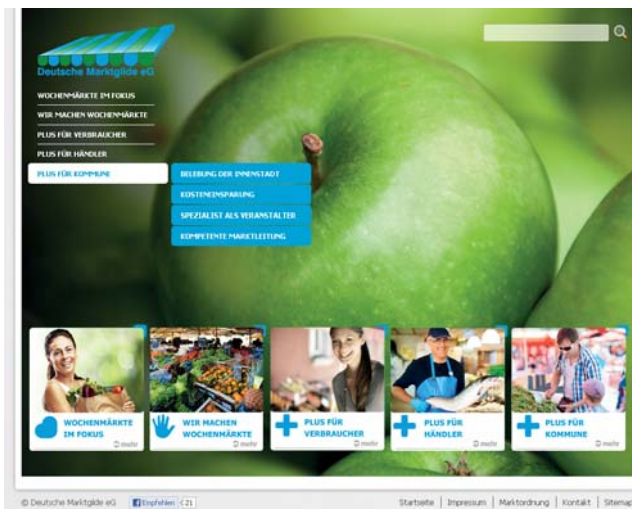 Deutsche Marktgilde eG
WOCHENMÄRKTE IM FOKUS
WIR MACHEN WOCHENMÄRKTE
PLUS FÜR VERBRAUCHER
PLUS FÜR HÄNDLER
PLUS FÜR KOMMUNE
BELEBUNG DER INNENSTADT
KOSTENEINSPARUNG
SPEZIALIST ALS VERANSTALTER
KOMPETENTE MARKTLEITUNG
WOCHENMÄRKTE
IM FOKUS
mehr
WIR MACHEN
WOCHENMÄRKTE
mehr
PLUS FÜR
VERBRAUCHER
mehr
PLUS FÜR
HÄNDLER
mehr
PLUS FÜR
KOMMUNE
mehr
© Deutsche Marktgilde eG
Empfehlen 21
Startseite | Impressum | Marktordnung | Kontakt | Sitemap